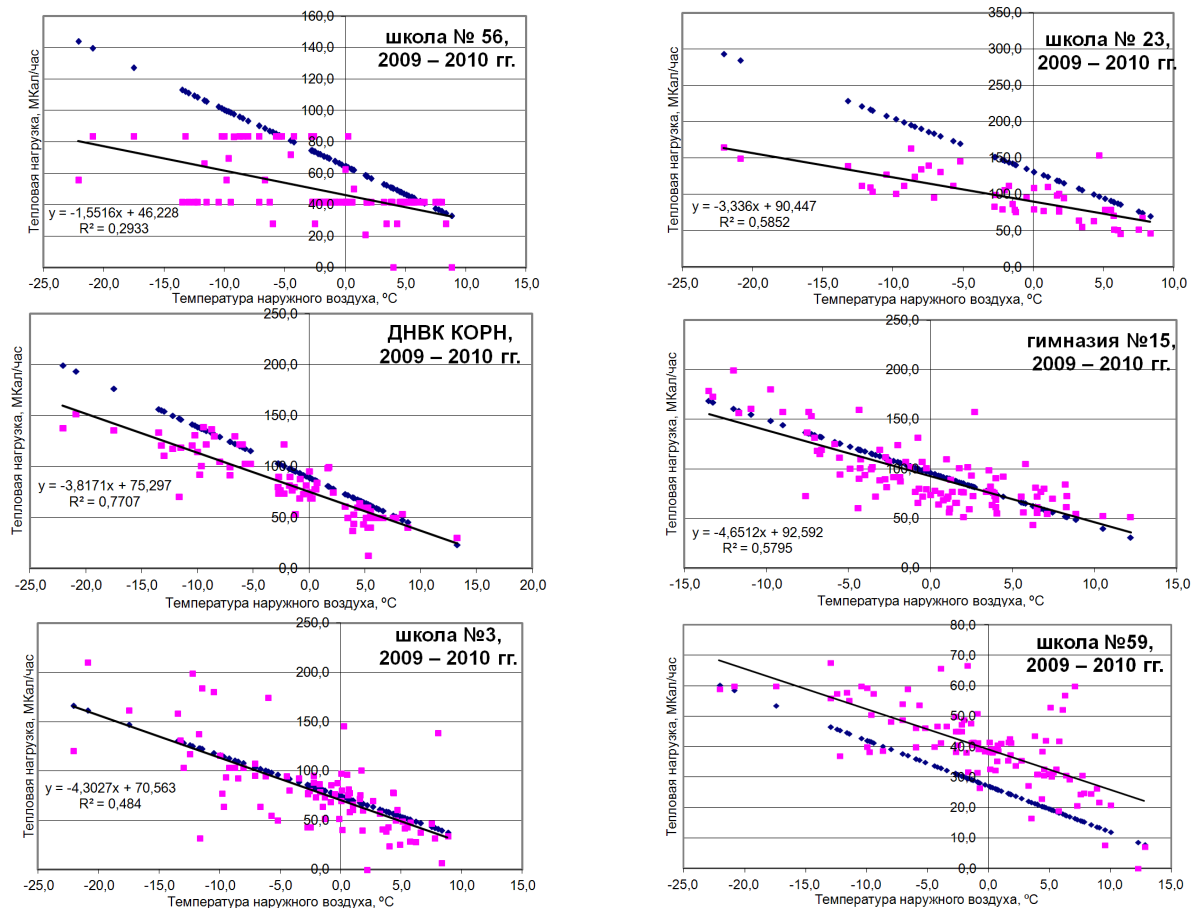 школа № 56,
2009 – 2010 гг.
Тепловая нагрузка, МКал/час
160,0
140,0
120,0
100,0
80,0
60,0
40,0
20,0
0,0
y = -1,5516x + 46,228
R² = 0,2933
-25,0 -20,0 -15,0 -10,0 -5,0 0,0 5,0 10,0 15,0
Температура наружного воздуха, ºС
школа № 23,
2009 – 2010 гг.
Тепловая нагрузка, МКал/час
350,0
300,0
250,0
200,0
150,0
100,0
50,0
0,0
y = -3,336x + 90,447
R² = 0,5852
-25,0 -20,0 -15,0 -10,0 -5,0 0,0 5,0 10,0
Температура наружного воздуха, ºС
ДНВК КОРН,
2009 – 2010 гг.
Тепловая нагрузка, МКал/час
250,0
200,0
150,0
100,0
50,0
0,0
y = -3,8171x + 75,297
R² = 0,7707
-25,0 -20,0 -15,0 -10,0 -5,0 0,0 5,0 10,0 15,0 20,0
Температура наружного воздуха, ºС
гимназия №15,
2009 – 2010 гг.
Тепловая нагрузка, МКал/час
250,0
200,0
150,0
100,0
50,0
0,0
y = -4,6512x + 92,592
R² = 0,5795
-15,0 -10,0 -5,0 0,0 5,0 10,0 15,0
Температура наружного воздуха, ºС
школа №3,
2009 – 2010 гг.
Тепловая нагрузка, МКал/час
250,0
200,0
150,0
100,0
50,0
0,0
y = -4,3027x + 70,563
R² = 0,484
-25,0 -20,0 -15,0 -10,0 -5,0 0,0 5,0 10,0 15,0
Температура наружного воздуха, ºС
школа №59,
2009 – 2010 гг.
Тепловая нагрузка, МКал/час
80,0
70,0
60,0
50,0
40,0
30,0
20,0
10,0
0,0
-25,0 -20,0 -15,0 -10,0 -5,0 0,0 5,0 10,0 15,0
Температура наружного воздуха, ºС